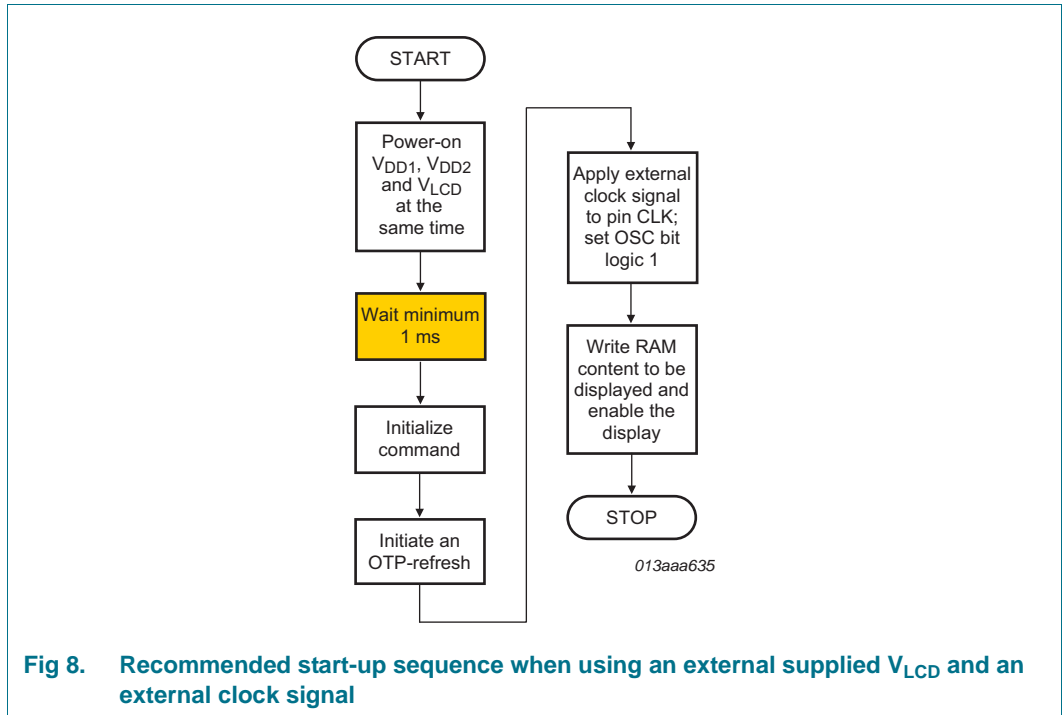 START
Power-on
VDD1, VDD2
and VLCD
at the
same time
Wait minimum
1 ms
Initialize
command
Initiate an
OTP-refresh
Apply external
clock signal
to pin CLK;
set OSC bit
logic 1
Write RAM
content to be
displayed and
enable the
display
STOP
013aaa635
Fig 8. Recommended start-up sequence when using an external supplied VLCD and an
external clock signal